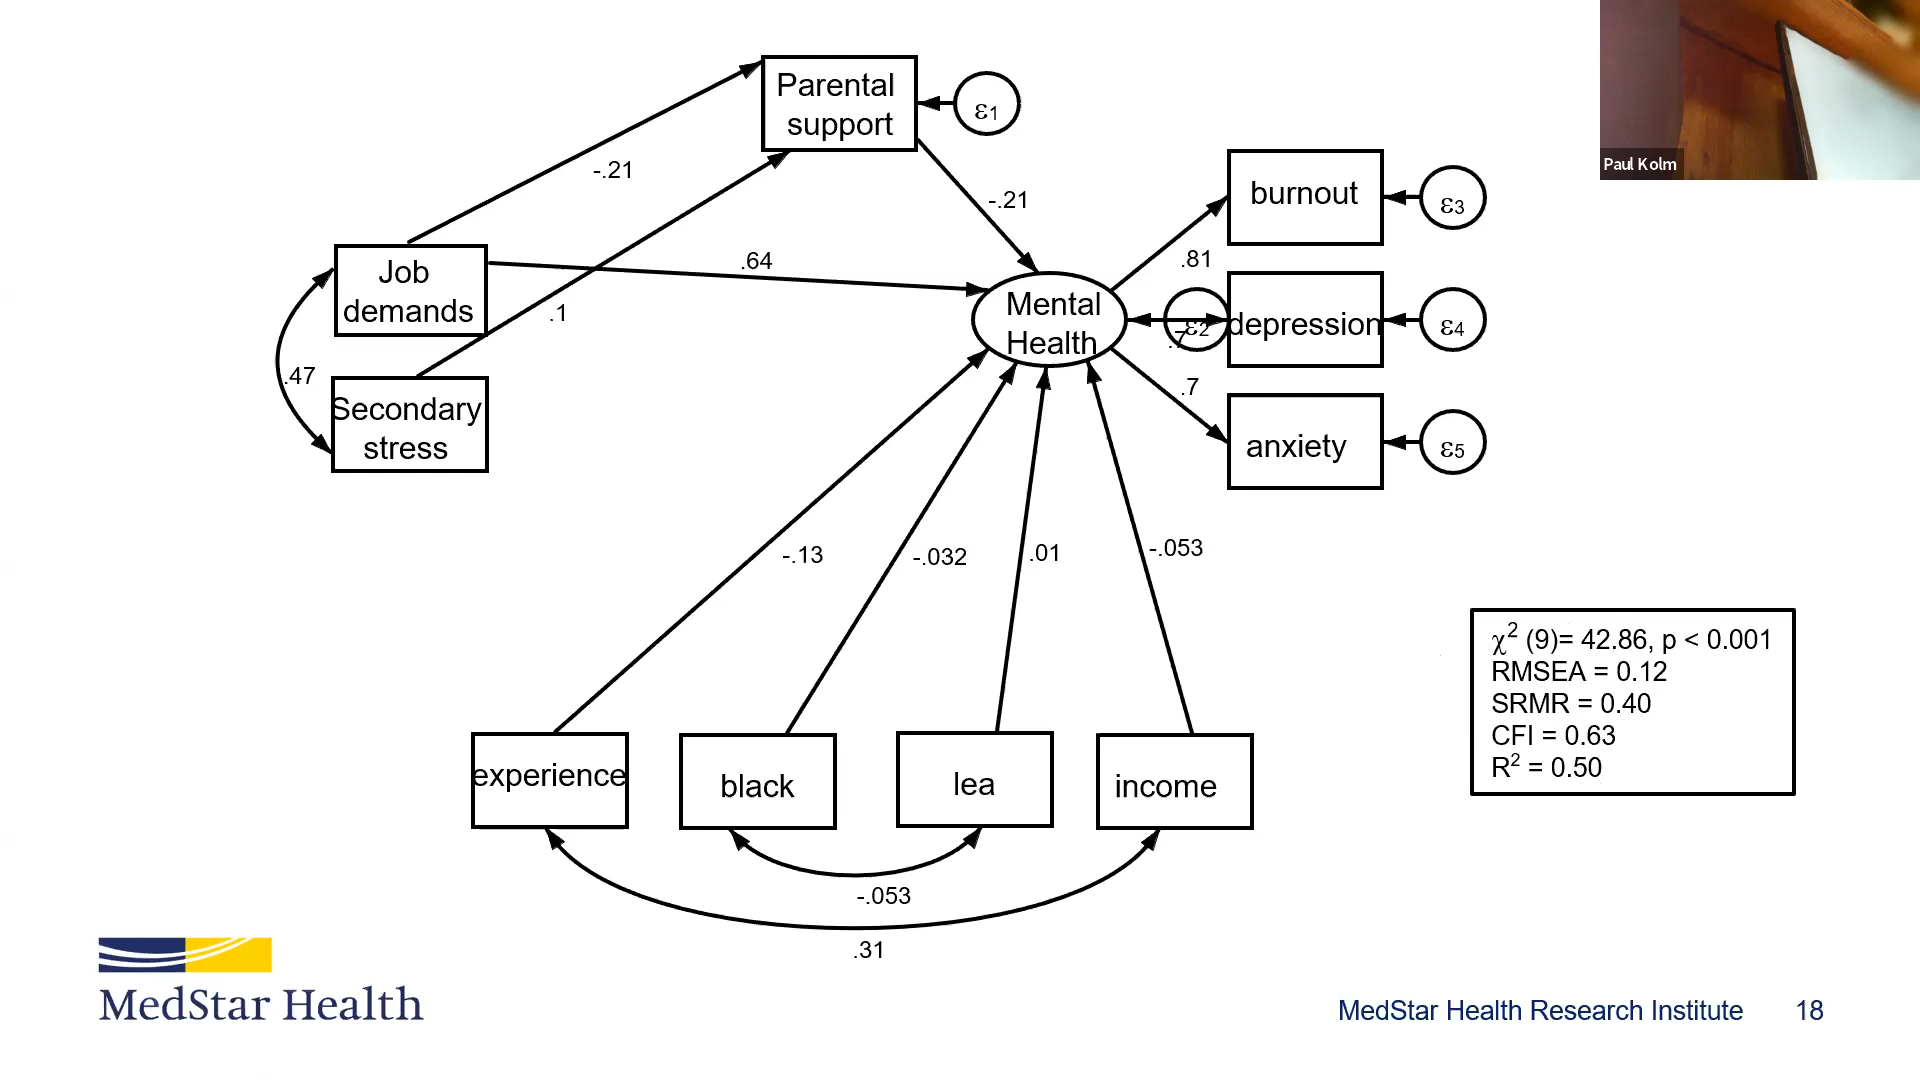 Parental
support
ε1
-.21
-.21
burnout
ε3
Paul Kolm
Job
demands
.64
.1
.81
Mental
Health
ε2
.7
depression
ε4
.47
Secondary
stress
.7
anxiety
ε5
-.13
-.032
.01
-.053
χ² (9)= 42.86, p < 0.001
RMSEA = 0.12
SRMR = 0.40
CFI = 0.63
R² = 0.50
experience
black
lea
income
-.053
.31
MedStar Health
MedStar Health Research Institute
18